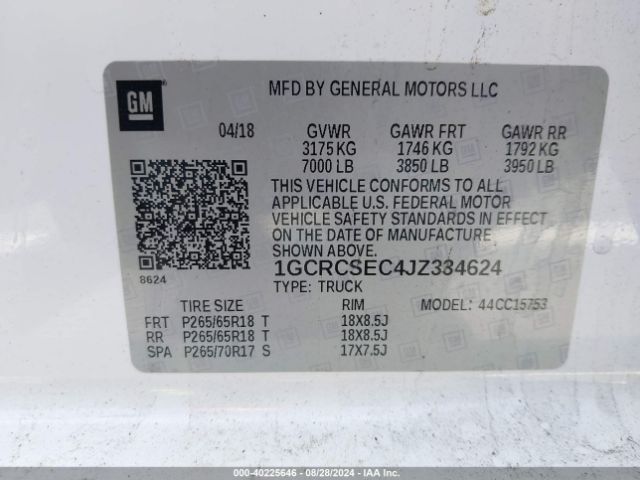 GM
MFD BY GENERAL MOTORS LLC
04/18 GVWR GAWR FRT GAWR RR
3175 KG 1746 KG 1792 KG
7000 LB 3850 LB 3950 LB
THIS VEHICLE CONFORMS TO ALL
APPLICABLE U.S. FEDERAL MOTOR
VEHICLE SAFETY STANDARDS IN EFFECT
ON THE DATE OF MANUFACTURE
SHOWN ABOVE.
1GCRCSEC4JZ334624
8624
TYPE: TRUCK
TIRE SIZE RIM MODEL: 44CC15753
FRT P265/65R18 T 18X8.5J
RR P265/65R18 T 18X8.5J
SPA P265/70R17 S 17X7.5J
000-40225646 - 08/28/2024 - IAA Inc.